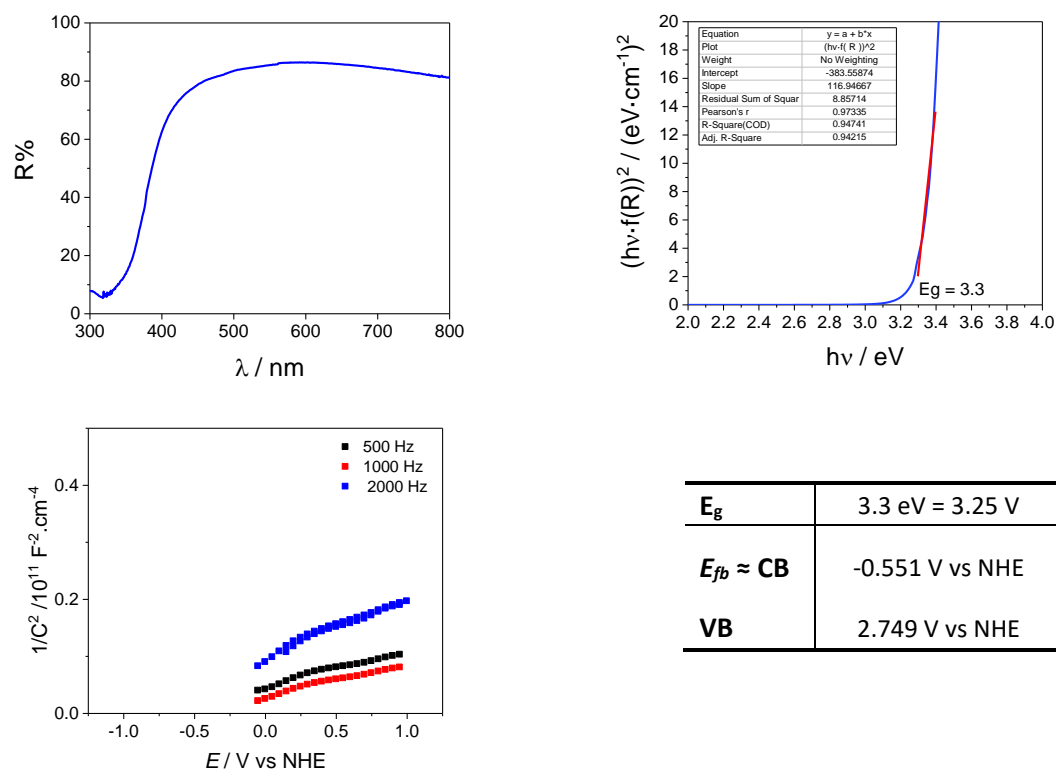 100
80
60
40
20
0
R%
300 400 500 600 700 800
λ / nm
20
18
16
14
12
10
8
6
4
2
0
(hν·f(R))² / (eV·cm⁻¹)²
Equation y = a + b*x
Plot (hv·f( R ))^2
Weight No Weighting
Intercept -383.55874
Slope 116.94667
Residual Sum of Squar 8.85714
Pearson's r 0.97335
R-Square(COD) 0.94741
Adj. R-Square 0.94215
Eg = 3.3
2.0 2.2 2.4 2.6 2.8 3.0 3.2 3.4 3.6 3.8 4.0
hν / eV
500 Hz
1000 Hz
2000 Hz
0.4
0.2
0.0
1/C² /10¹¹ F⁻².cm⁻⁴
-1.0 -0.5 0.0 0.5 1.0
E / V vs NHE
Eg 3.3 eV = 3.25 V
Efb ≈ CB -0.551 V vs NHE
VB 2.749 V vs NHE